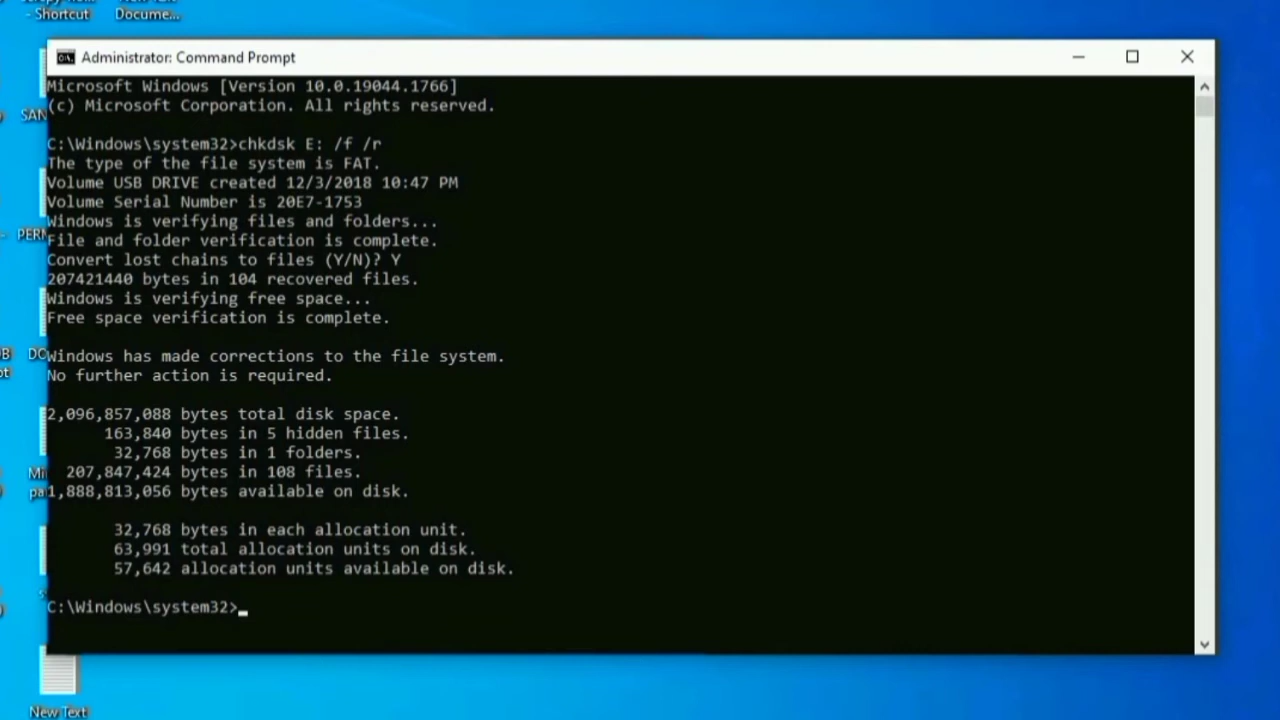 - Shortcut
Docume...
Administrator: Command Prompt
Microsoft Windows [Version 10.0.19044.1766]
(c) Microsoft Corporation. All rights reserved.
C:\Windows\system32>chkdsk E: /f /r
The type of the file system is FAT.
Volume USB DRIVE created 12/3/2018 10:47 PM
Volume Serial Number is 20E7-1753
Windows is verifying files and folders...
File and folder verification is complete.
Convert lost chains to files (Y/N)? Y
207421440 bytes in 104 recovered files.
Windows is verifying free space...
Free space verification is complete.
Windows has made corrections to the file system.
No further action is required.
2,096,857,088 bytes total disk space.
163,840 bytes in 5 hidden files.
32,768 bytes in 1 folders.
207,847,424 bytes in 108 files.
1,888,813,056 bytes available on disk.
32,768 bytes in each allocation unit.
63,991 total allocation units on disk.
57,642 allocation units available on disk.
C:\Windows\system32>
New Text